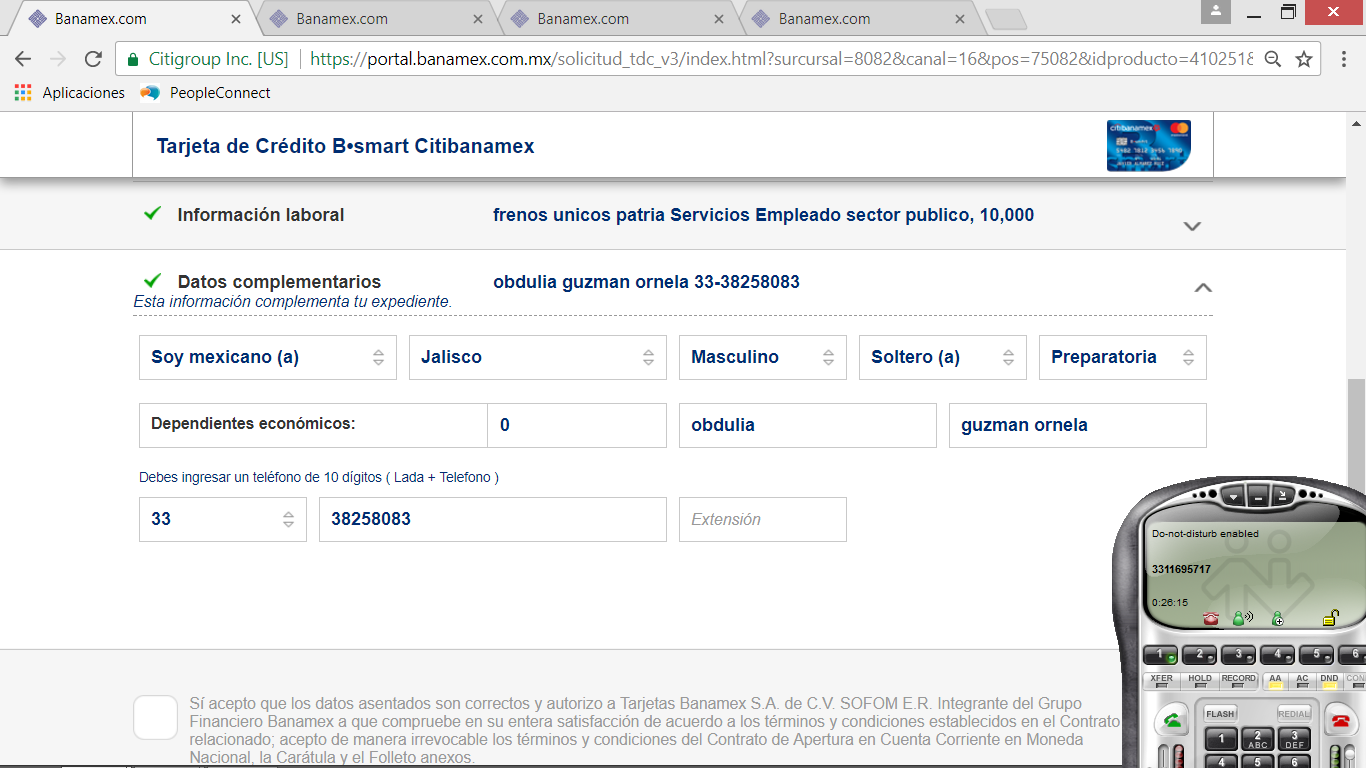 Banamex.com
Banamex.com
Banamex.com
Banamex.com
Citigroup Inc. [US]
https://portal.banamex.com.mx/solicitud_tdc_v3/index.html?surcursal=8082&canal=16&pos=75082&idproducto=410251&
Aplicaciones
PeopleConnect
Tarjeta de Crédito B•smart Citibanamex
citibanamex
Información laboral
frenos unicos patria Servicios Empleado sector publico, 10,000
Datos complementarios
obdulia guzman ornela 33-38258083
Esta información complementa tu expediente.
Soy mexicano (a)
Jalisco
Masculino
Soltero (a)
Preparatoria
Dependientes económicos:
0
obdulia
guzman ornela
Debes ingresar un teléfono de 10 dígitos ( Lada + Telefono )
33
38258083
Extensión
Do-not-disturb enabled
3311695717
0:26:15
1 2 3 4 5 6
XFER HOLD RECORD AA AC DND CON
FLASH REDIAL
1 2 ABC 3 DEF
4 5 6
Sí acepto que los datos asentados son correctos y autorizo a Tarjetas Banamex S.A. de C.V. SOFOM E.R. Integrante del Grupo
Financiero Banamex a que compruebe en su entera satisfacción de acuerdo a los términos y condiciones establecidos en el Contrato
relacionado; acepto de manera irrevocable los términos y condiciones del Contrato de Apertura en Cuenta Corriente en Moneda
Nacional, la Carátula y el Folleto anexos.